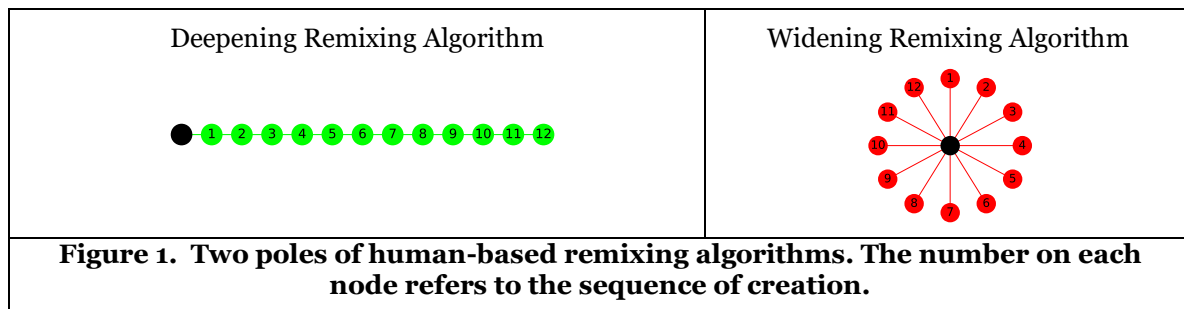 Deepening Remixing Algorithm
1 2 3 4 5 6 7 8 9 10 11 12
Widening Remixing Algorithm
1
12 2
11 3
10 4
9 5
8 6
7
Figure 1. Two poles of human-based remixing algorithms. The number on each
node refers to the sequence of creation.